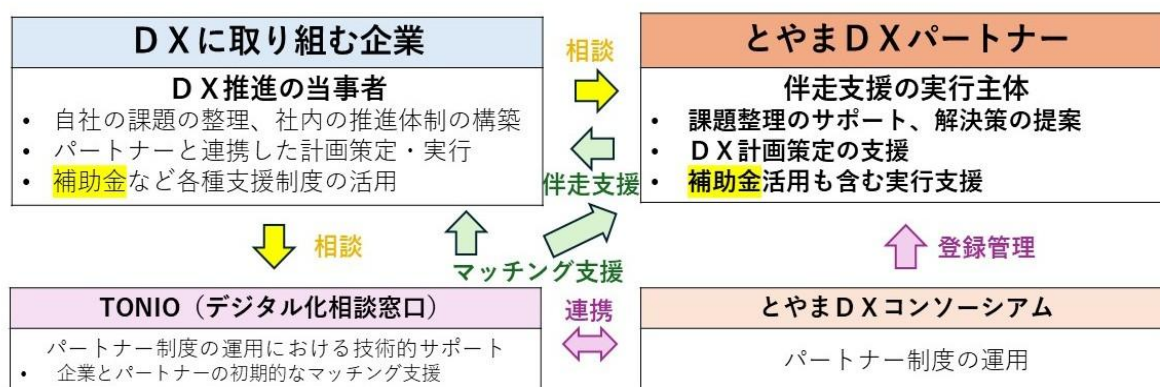 ＤＸに取り組む企業
ＤＸ推進の当事者
• 自社の課題の整理、社内の推進体制の構築
• パートナーと連携した計画策定・実行
• 補助金など各種支援制度の活用
相談
伴走支援
とやまＤＸパートナー
伴走支援の実行主体
• 課題整理のサポート、解決策の提案
• ＤＸ計画策定の支援
• 補助金活用も含む実行支援
相談
マッチング支援
登録管理
TONIO（デジタル化相談窓口）
パートナー制度の運用における技術的サポート
• 企業とパートナーの初期的なマッチング支援
連携
とやまＤＸコンソーシアム
パートナー制度の運用